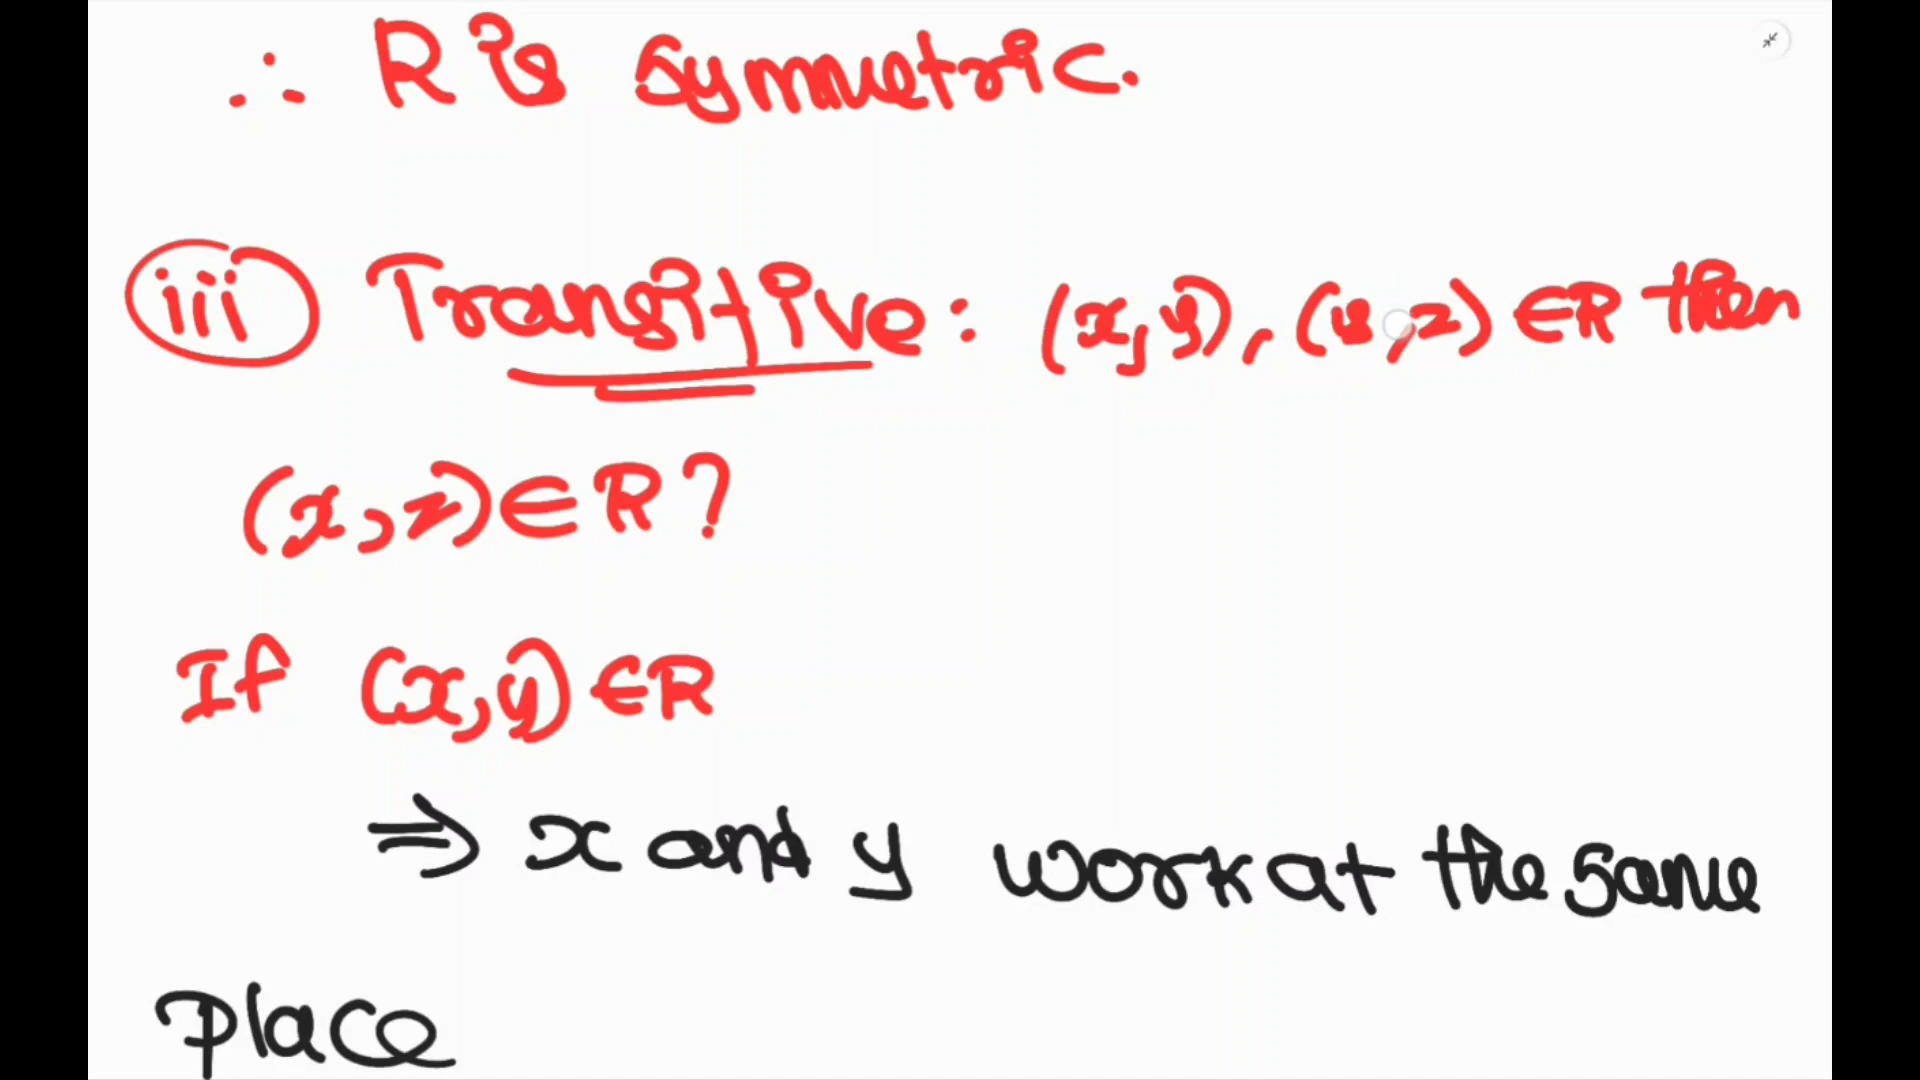 ∴ R is symmetric.
iii Transitive: (x, y), (y, z) ∈ R then
(x, z) ∈ R ?
If (x, y) ∈ R
⇒ x and y work at the same
place